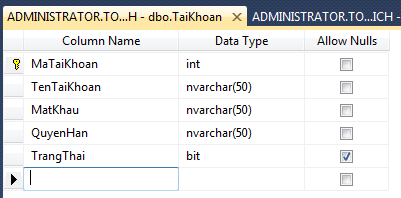 ADMINISTRATOR.TO...H - dbo.TaiKhoan × ADMINISTRATOR.TO...ICH - dbo
Column Name Data Type Allow Nulls
MaTaiKhoan int
TenTaiKhoan nvarchar(50)
MatKhau nvarchar(50)
QuyenHan nvarchar(50)
TrangThai bit